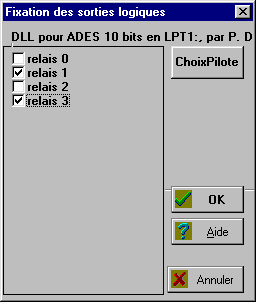 Fixation des sorties logiques
DLL pour ADES 10 bits en LPT1:, par P. D
relais 0
relais 1
relais 2
relais 3
ChoixPilote
OK
Aide
Annuler